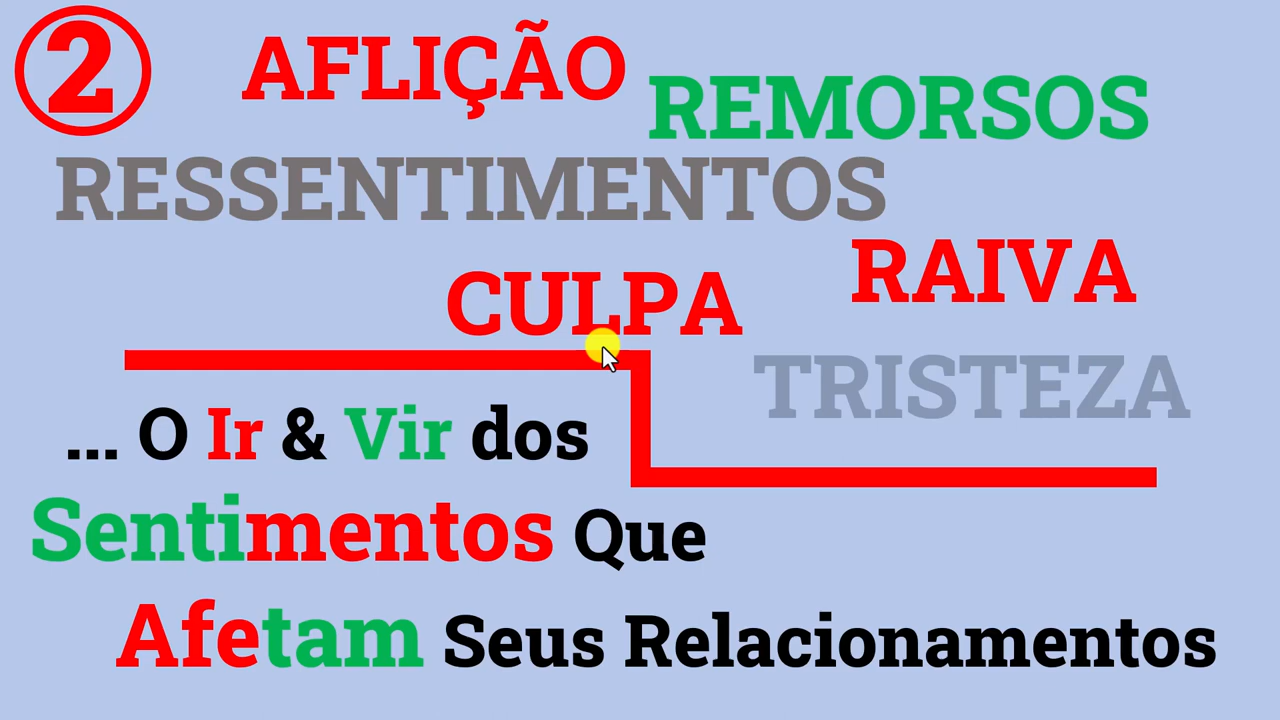 2
AFLIÇÃO
REMORSOS
RESSENTIMENTOS
RAIVA
CULPA
TRISTEZA
... O Ir & Vir dos
Sentimentos Que
Afetam Seus Relacionamentos